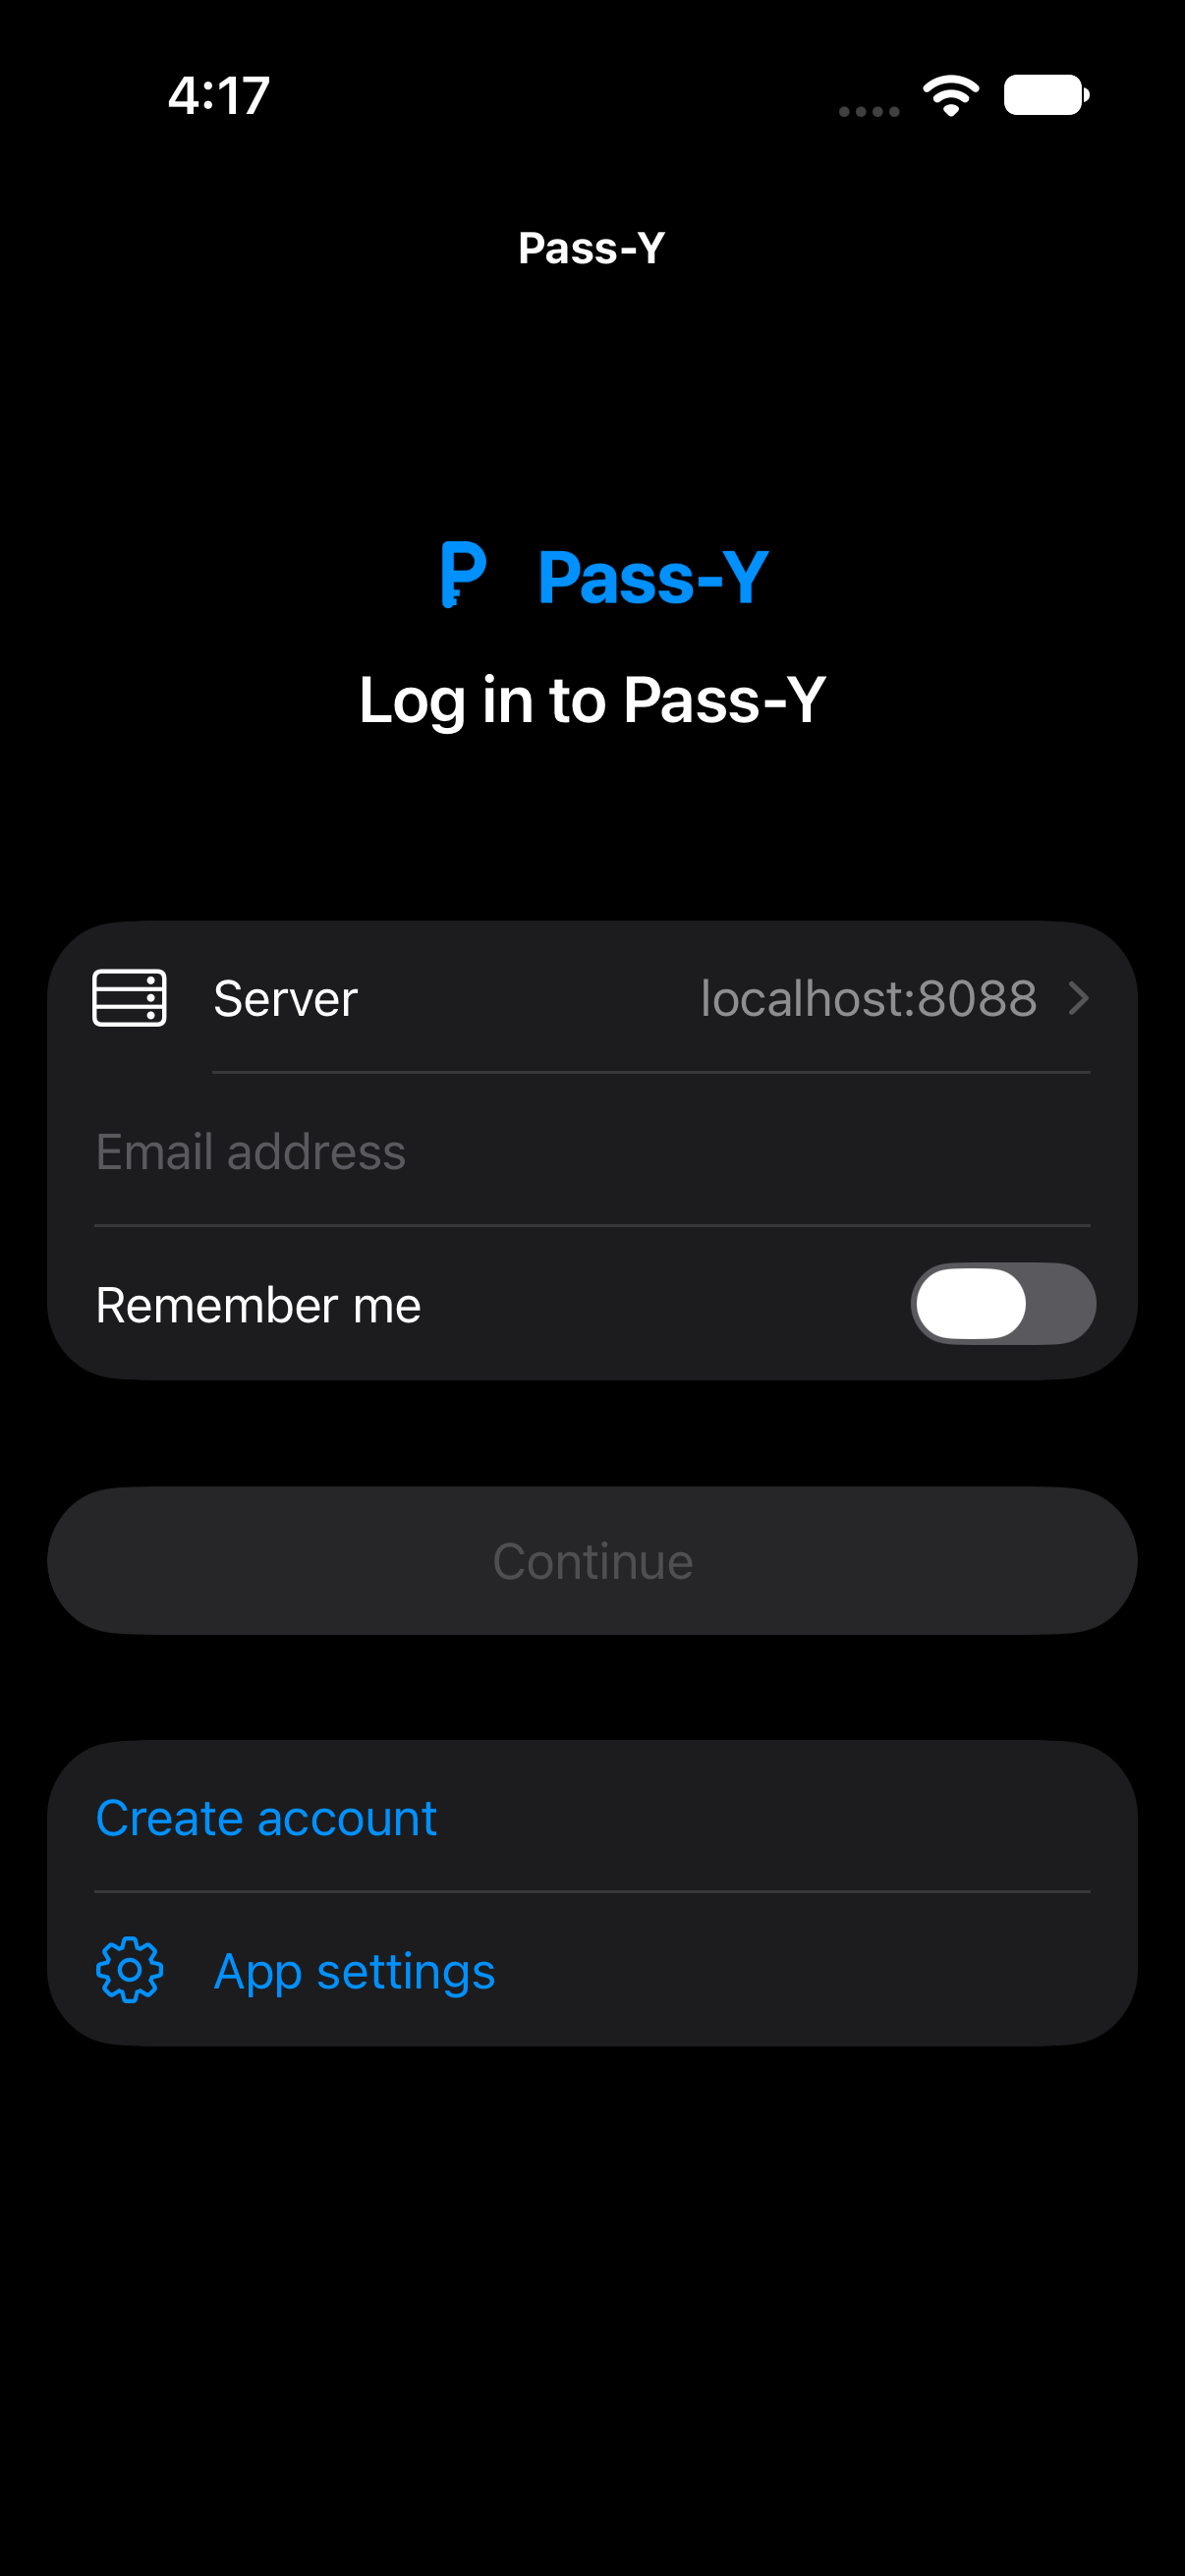 4:17
Pass-Y
Pass-Y
Log in to Pass-Y
Server localhost:8088
Email address
Remember me
Continue
Create account
App settings